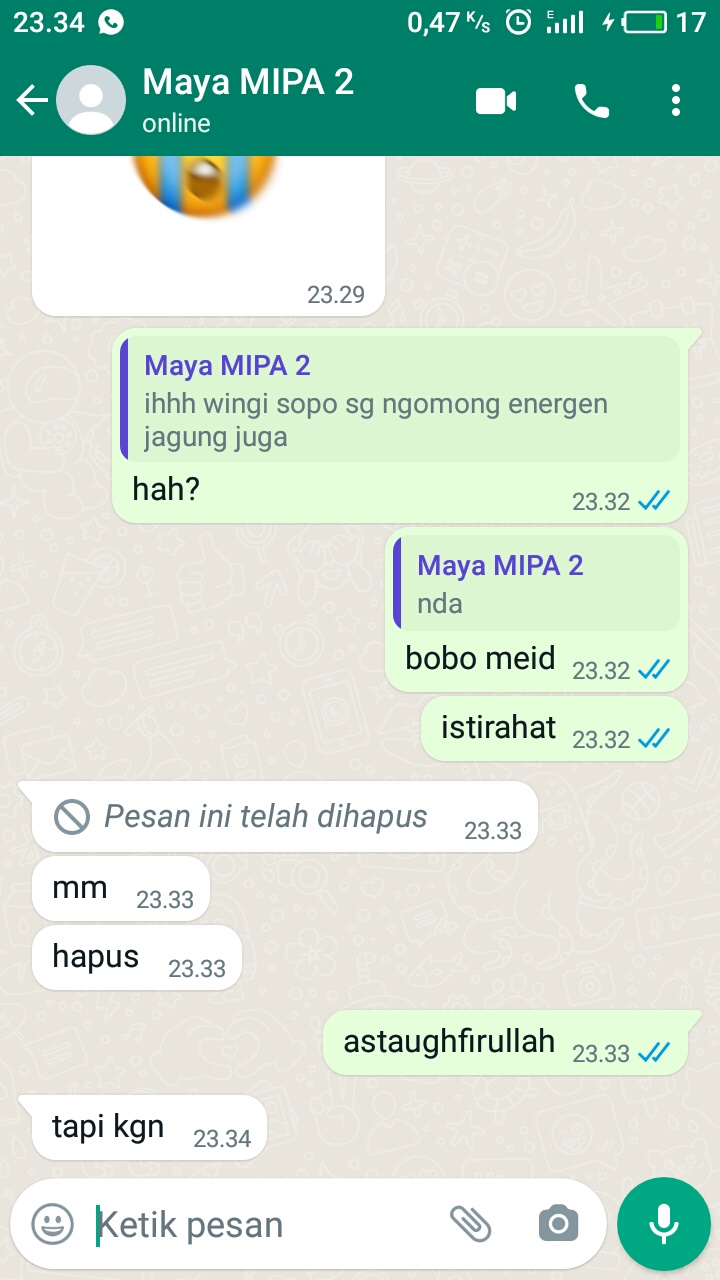 23.34
0,47 K/s
E
17
Maya MIPA 2
online
23.29
Maya MIPA 2
ihhh wingi sopo sg ngomong energen
jagung juga
hah?
23.32
Maya MIPA 2
nda
bobo meid
23.32
istirahat
23.32
Pesan ini telah dihapus
23.33
mm
23.33
hapus
23.33
astaughfirullah
23.33
tapi kgn
23.34
Ketik pesan